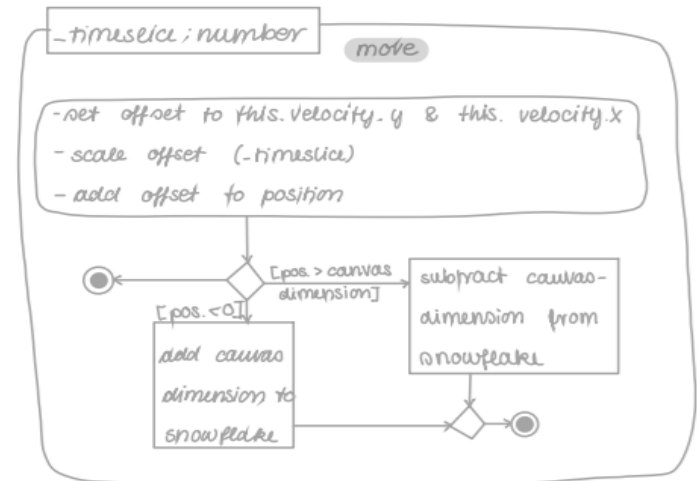 _timeslice : number
move
- set offset to this.velocity.y & this.velocity.x
- scale offset (_timeslice)
- add offset to position
[pos. > canvas
dimension]
subtract canvas-
dimension from
snowflake
[pos. < 0]
add canvas
dimension to
snowflake